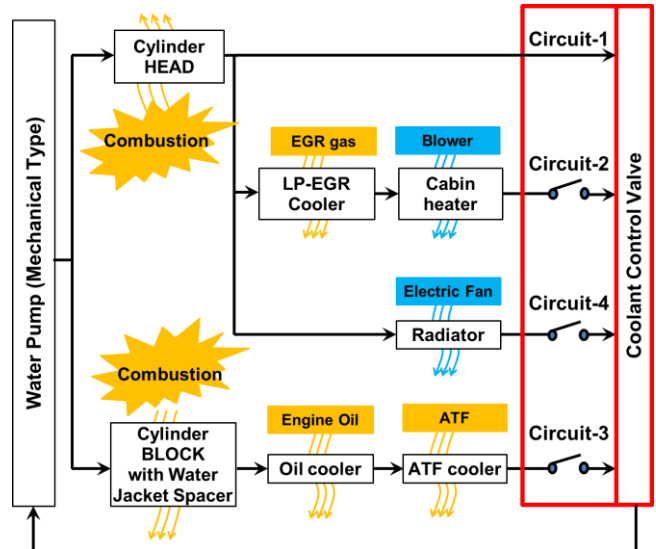 Water Pump (Mechanical Type)
Cylinder
HEAD
Circuit-1
Combustion
EGR gas
Blower
Circuit-2
LP-EGR
Cooler
Cabin
heater
Electric Fan
Circuit-4
Radiator
Coolant Control Valve
Combustion
Engine Oil
ATF
Circuit-3
Cylinder
BLOCK
with Water
Jacket Spacer
Oil cooler
ATF cooler